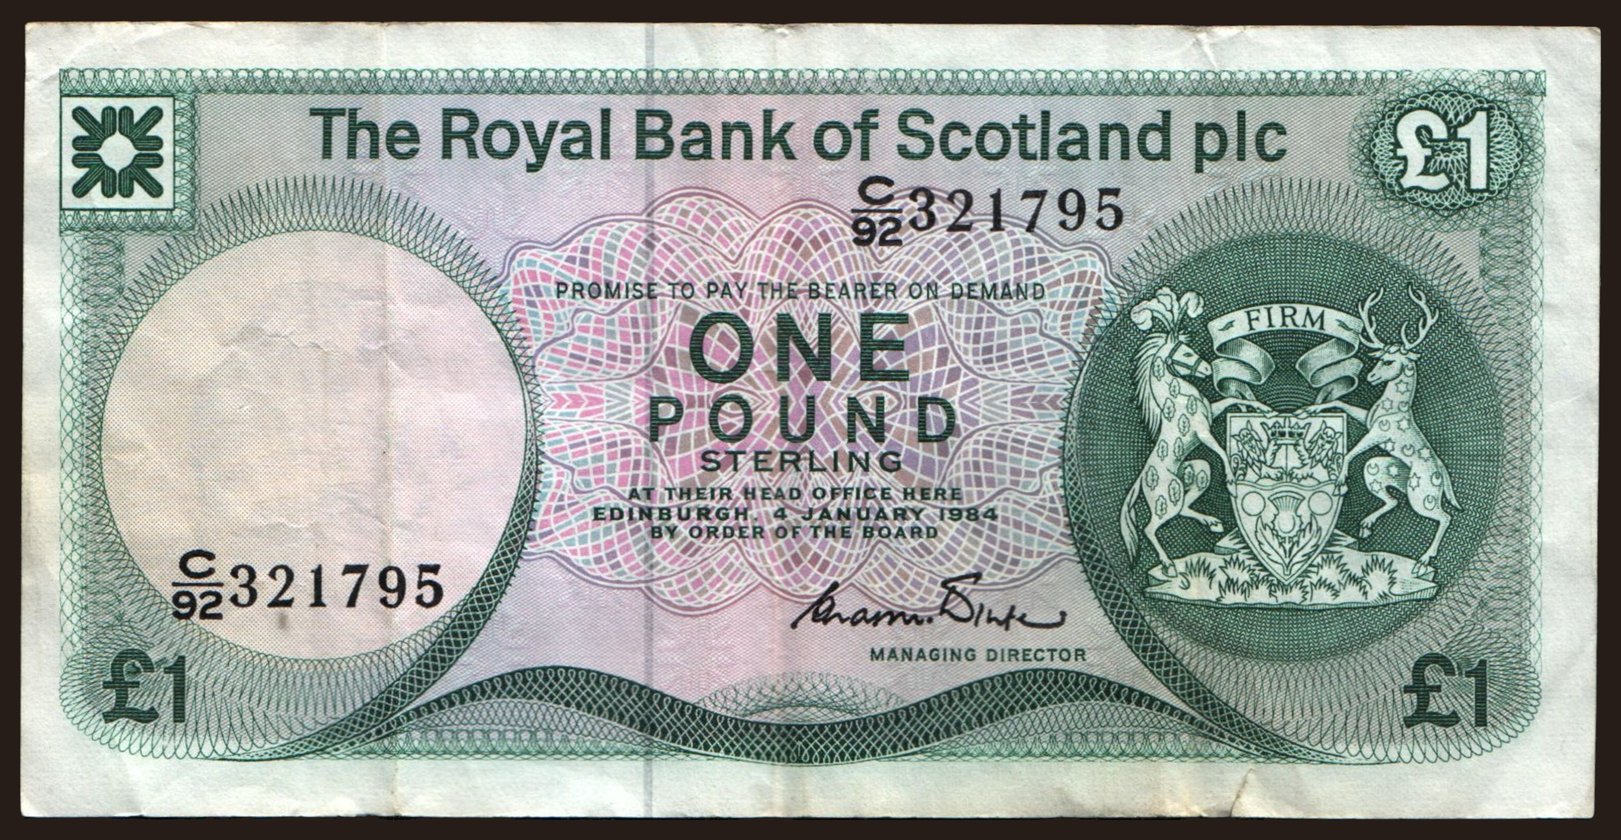 The Royal Bank of Scotland plc
£1
C/92 321795
PROMISE TO PAY THE BEARER ON DEMAND
ONE
POUND
STERLING
AT THEIR HEAD OFFICE HERE
EDINBURGH, 4 JANUARY 1984
BY ORDER OF THE BOARD
FIRM
C/92 321795
MANAGING DIRECTOR
£1
£1